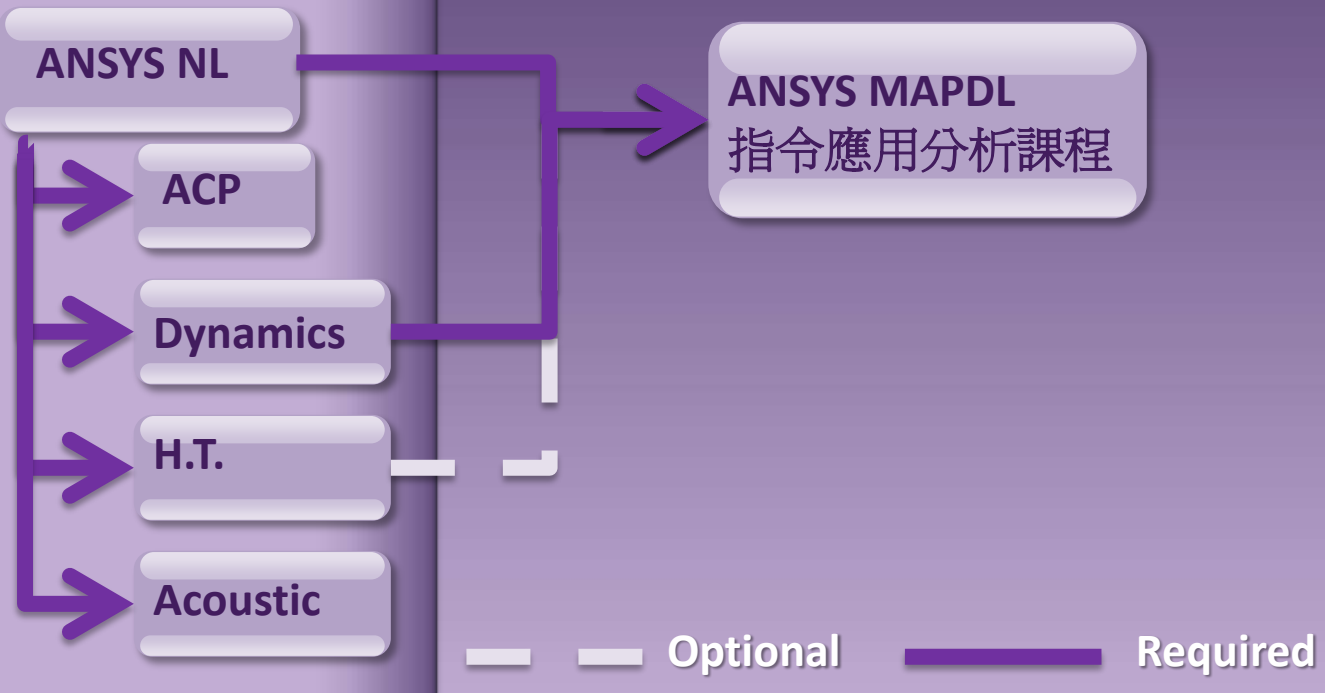 ANSYS NL
ACP
Dynamics
H.T.
Acoustic
ANSYS MAPDL
指令應用分析課程
Optional
Required